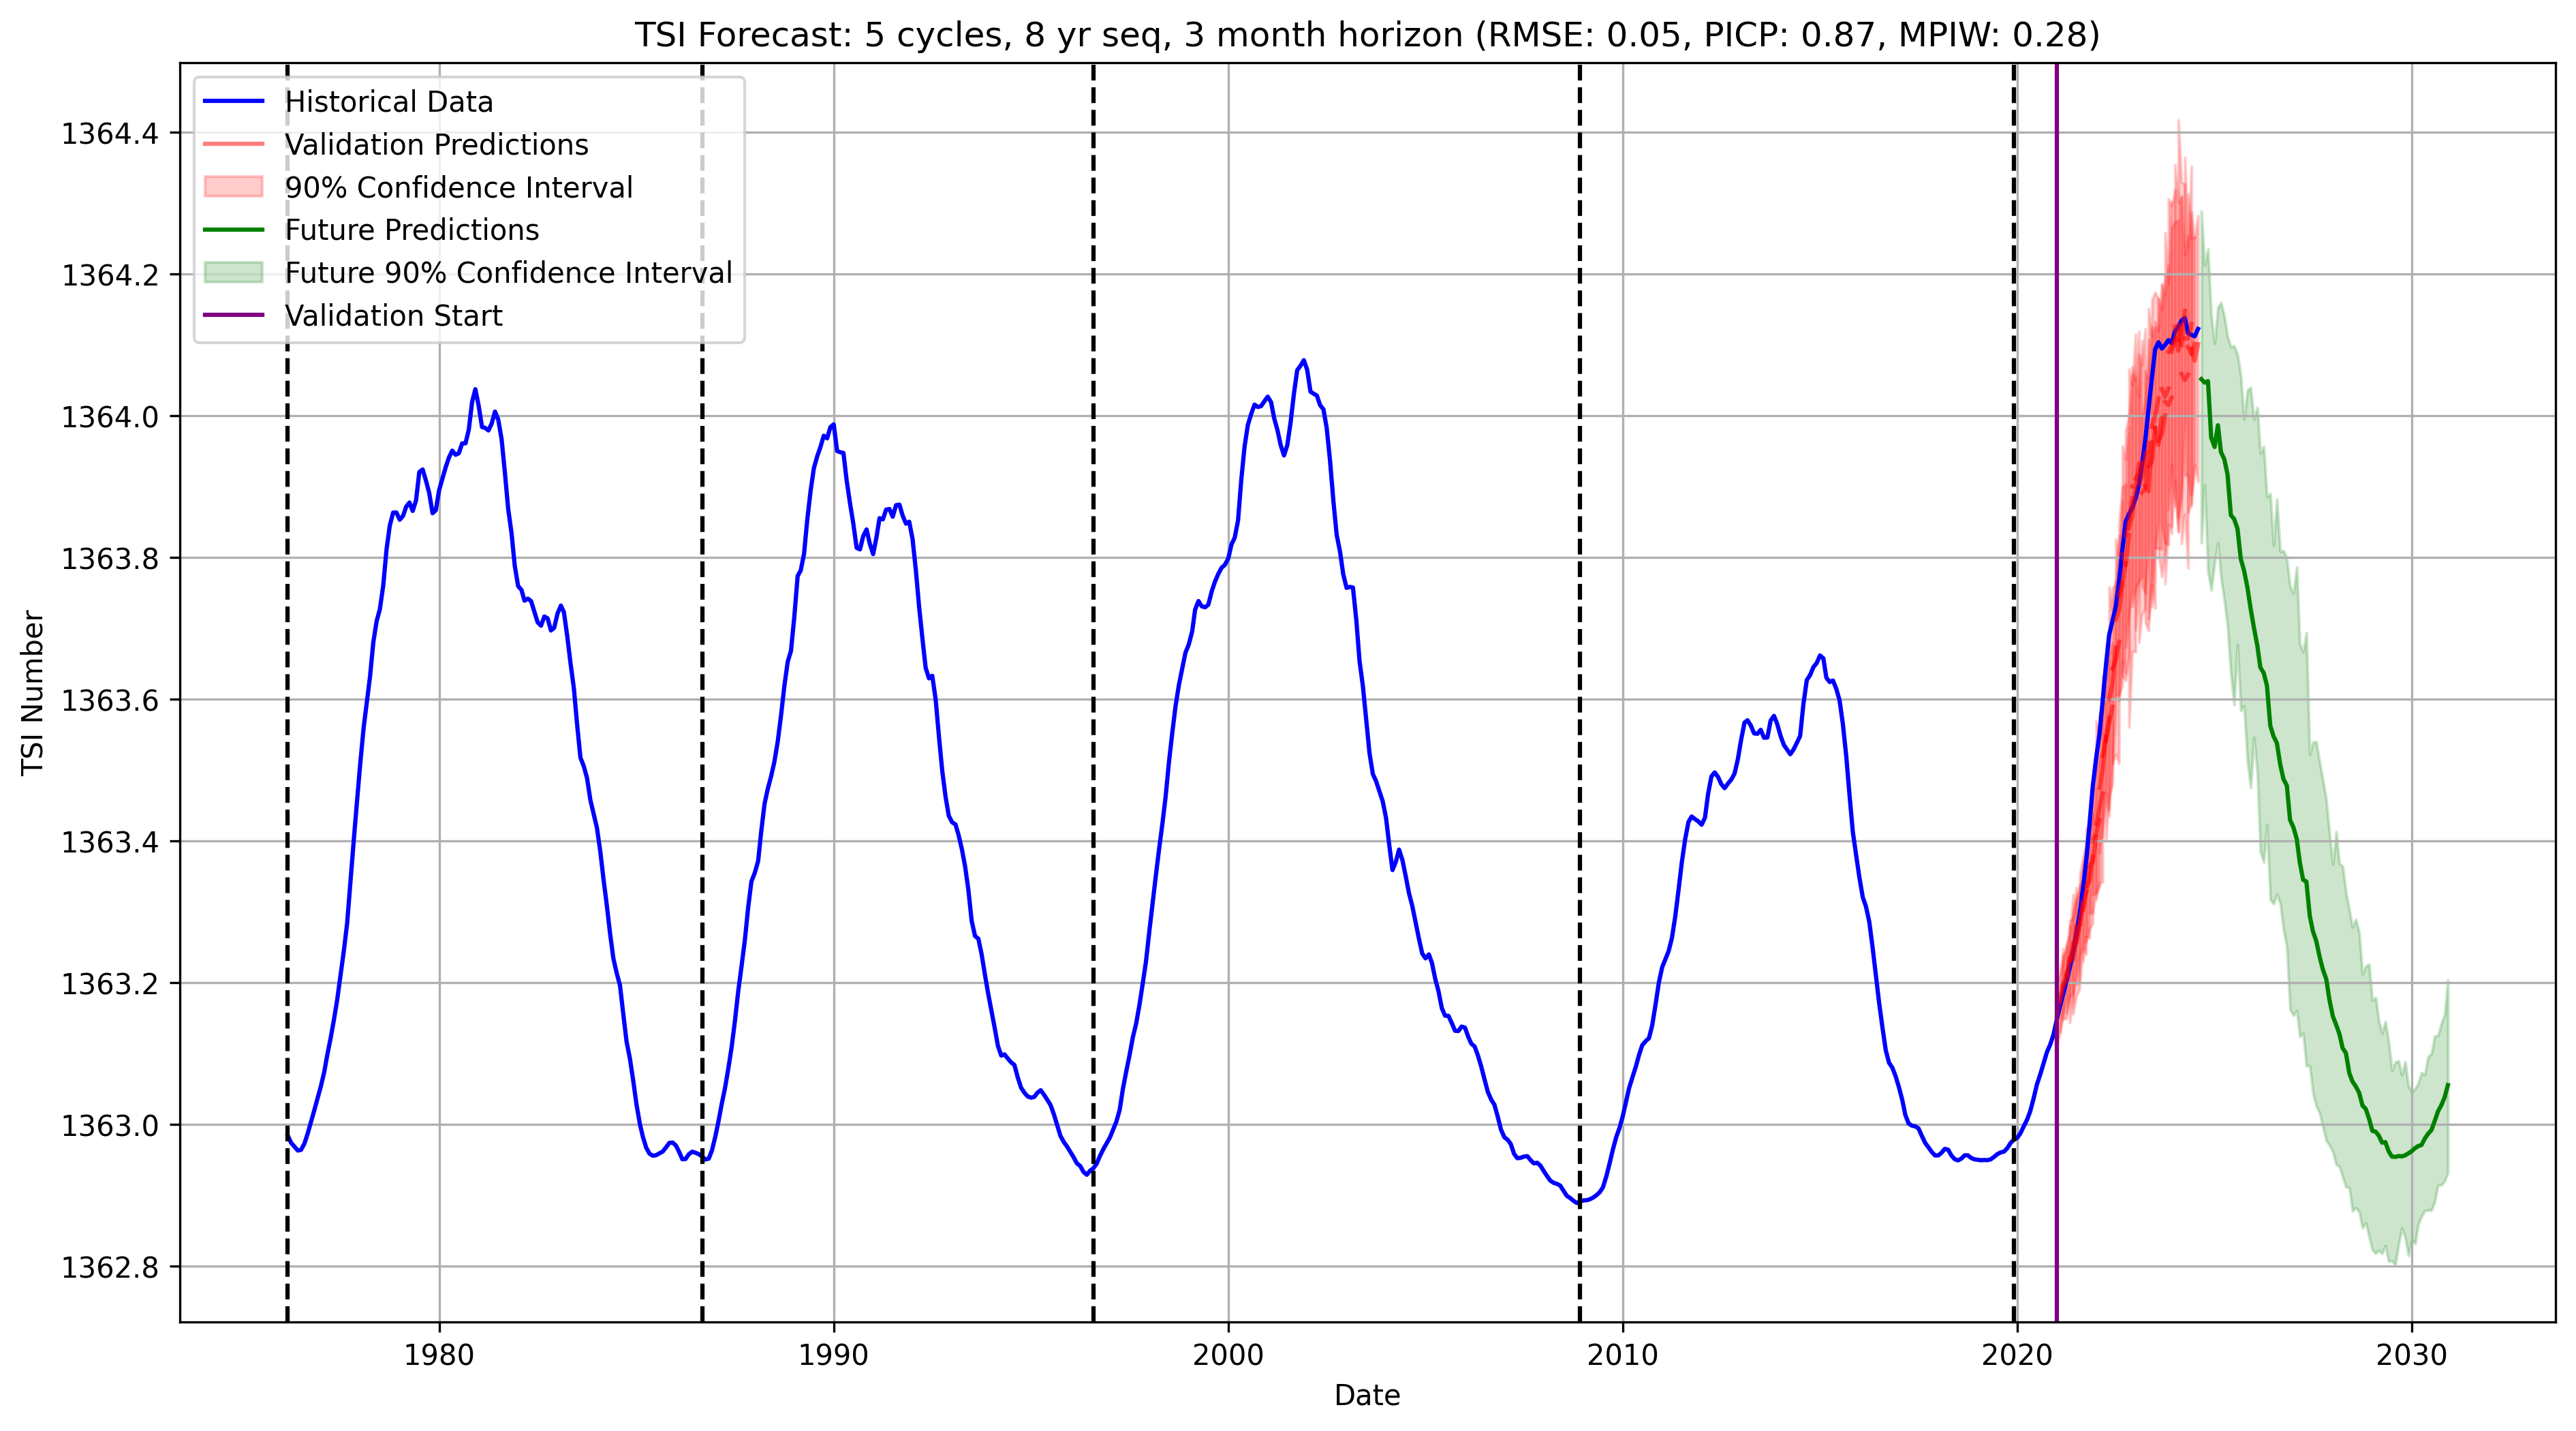 TSI Forecast: 5 cycles, 8 yr seq, 3 month horizon (RMSE: 0.05, PICP: 0.87, MPIW: 0.28)
Historical Data
Validation Predictions
90% Confidence Interval
Future Predictions
Future 90% Confidence Interval
Validation Start
TSI Number
1364.4
1364.2
1364.0
1363.8
1363.6
1363.4
1363.2
1363.0
1362.8
1980
1990
2000
2010
2020
2030
Date